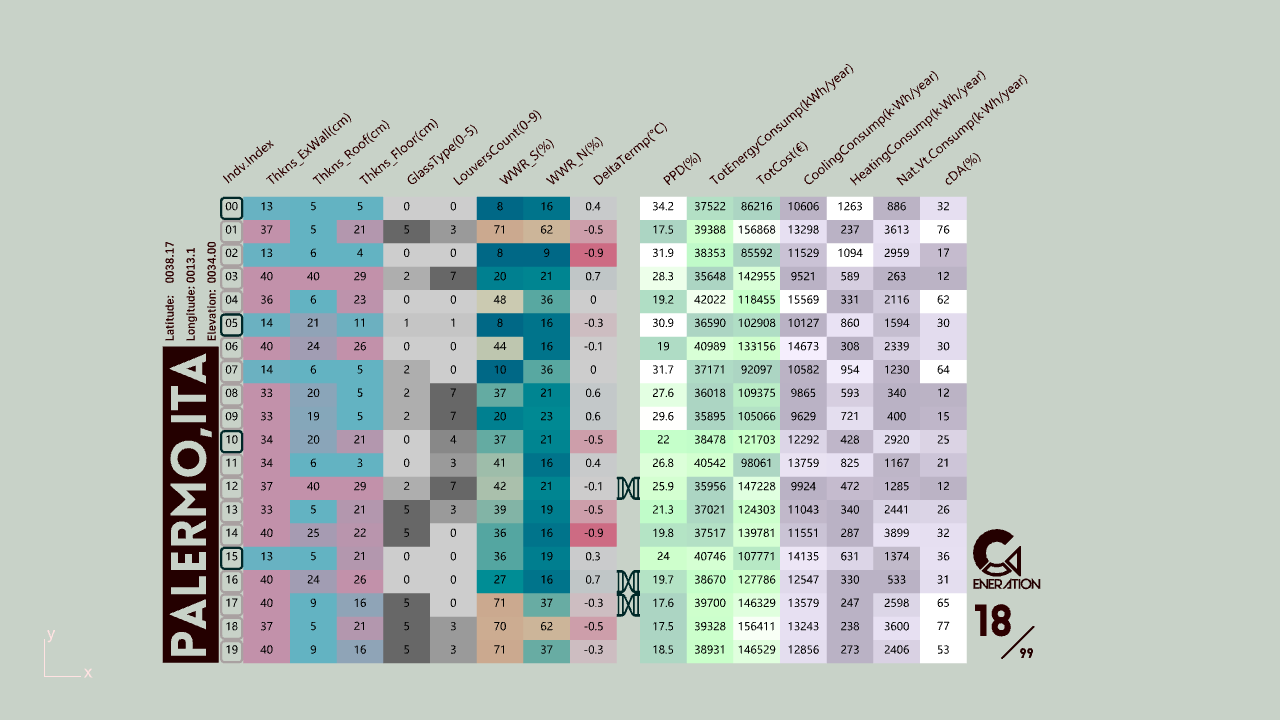 Indv.Index Thkns_ExWall(cm) Thkns_Roof(cm) Thkns_Floor(cm) GlassType(0-5) LouversCount(0-9) WWR_S(%) WWR_N(%) DeltaTermp(°C) PPD(%) TotEnergyConsump(kWh/year) TotCost(€) CoolingConsump(k·Wh/year) HeatingConsump(k·Wh/year) Nat.Vt.Consump(k·Wh/year) cDA(%)
00 13 5 5 0 0 8 16 0.4 34.2 37522 86216 10606 1263 886 32
01 37 5 21 5 3 71 62 -0.5 17.5 39388 156868 13298 237 3613 76
02 13 6 4 0 0 8 9 -0.9 31.9 38353 85592 11529 1094 2959 17
03 40 40 29 2 7 20 21 0.7 28.3 35648 142955 9521 589 263 12
04 36 6 23 0 0 48 36 0 19.2 42022 118455 15569 331 2116 62
05 14 21 11 1 1 8 16 -0.3 30.9 36590 102908 10127 860 1594 30
06 40 24 26 0 0 44 16 -0.1 19 40989 133156 14673 308 2339 30
07 14 6 5 2 0 10 36 0 31.7 37171 92097 10582 954 1230 64
08 33 20 5 2 7 37 21 0.6 27.6 36018 109375 9865 593 340 12
09 33 19 5 2 7 20 23 0.6 29.6 35895 105066 9629 721 400 15
10 34 20 21 0 4 37 21 -0.5 22 38478 121703 12292 428 2920 25
11 34 6 3 0 3 41 16 0.4 26.8 40542 98061 13759 825 1167 21
12 37 40 29 2 7 42 21 -0.1 25.9 35956 147228 9924 472 1285 12
13 33 5 21 5 3 39 19 -0.5 21.3 37021 124303 11043 340 2441 26
14 40 25 22 5 0 36 16 -0.9 19.8 37517 139781 11551 287 3899 32
15 13 5 21 0 0 36 19 0.3 24 40746 107771 14135 631 1374 36
16 40 24 26 0 0 27 16 0.7 19.7 38670 127786 12547 330 533 31
17 40 9 16 5 0 71 37 -0.3 17.6 39700 146329 13579 247 2598 65
18 37 5 21 5 3 70 62 -0.5 17.5 39328 156411 13243 238 3600 77
19 40 9 16 5 3 71 37 -0.3 18.5 38931 146529 12856 273 2406 53
Latitude: 0038.17
Longitude: 0013.1
Elevation: 0034.00
PALERMO,ITA
GENERATION
18/99
y
x